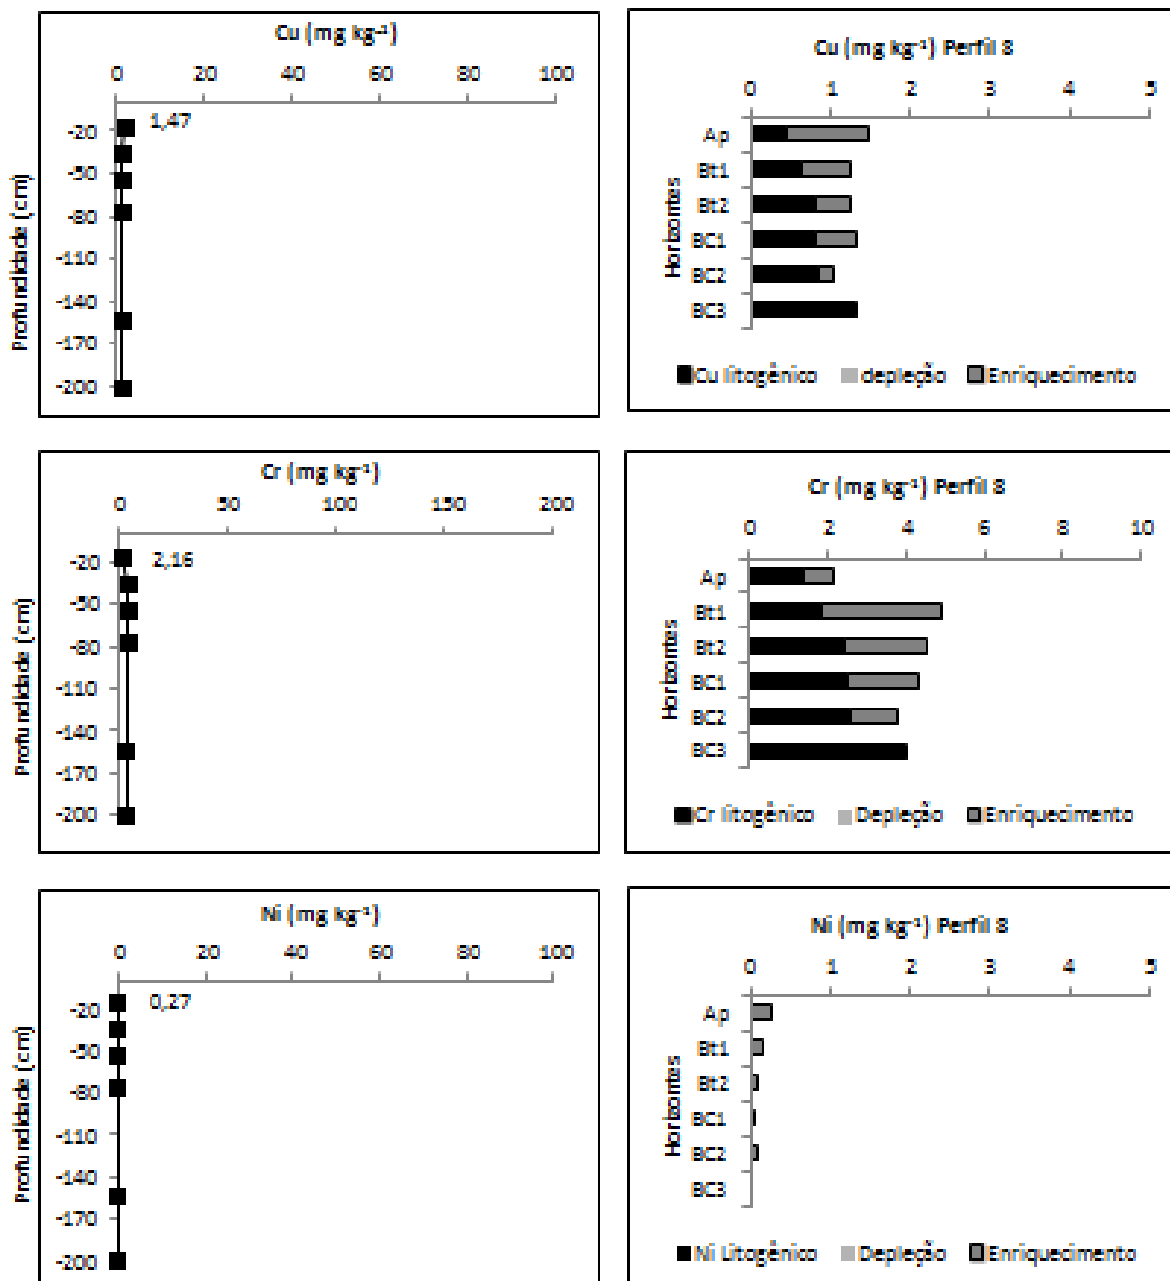 Cu (mg kg⁻¹)
0 20 40 60 80 100
Profundidade (cm)
-20
-50
-80
-110
-140
-170
-200
1,47
Cu (mg kg⁻¹) Perfil 8
0 1 2 3 4 5
Horizontes
Ap
Bt1
Bt2
BC1
BC2
BC3
Cu litogênico depleção Enriquecimento
Cr (mg kg⁻¹)
0 50 100 150 200
Profundidade (cm)
-20
-50
-80
-110
-140
-170
-200
2,16
Cr (mg kg⁻¹) Perfil 8
0 2 4 6 8 10
Horizontes
Ap
Bt1
Bt2
BC1
BC2
BC3
Cr litogênico Depleção Enriquecimento
Ni (mg kg⁻¹)
0 20 40 60 80 100
Profundidade (cm)
-20
-50
-80
-110
-140
-170
-200
0,27
Ni (mg kg⁻¹) Perfil 8
0 1 2 3 4 5
Horizontes
Ap
Bt1
Bt2
BC1
BC2
BC3
Ni Litogênico Depleção Enriquecimento